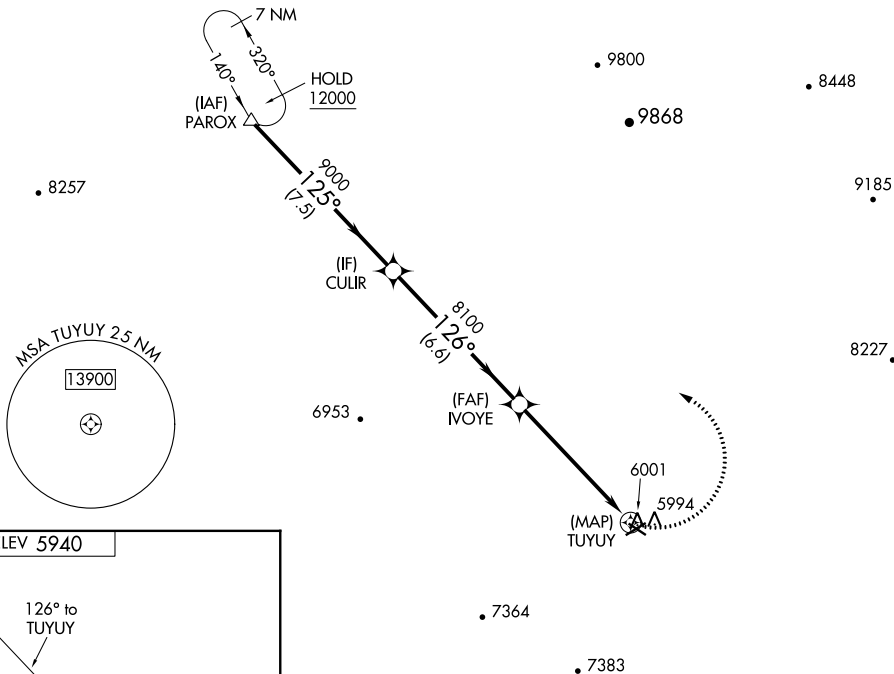 7 NM
320°
140°
HOLD
12000
(IAF)
PAROX
9800
8448
9868
8257
9185
9000
125°
(7.5)
(IF)
CULIR
8100
126°
(6.6)
MSA TUYUY 25 NM
13900
8227
(FAF)
IVOYE
6953
6001
5994
(MAP)
TUYUY
LEV 5940
126° to
TUYUY
7364
7383